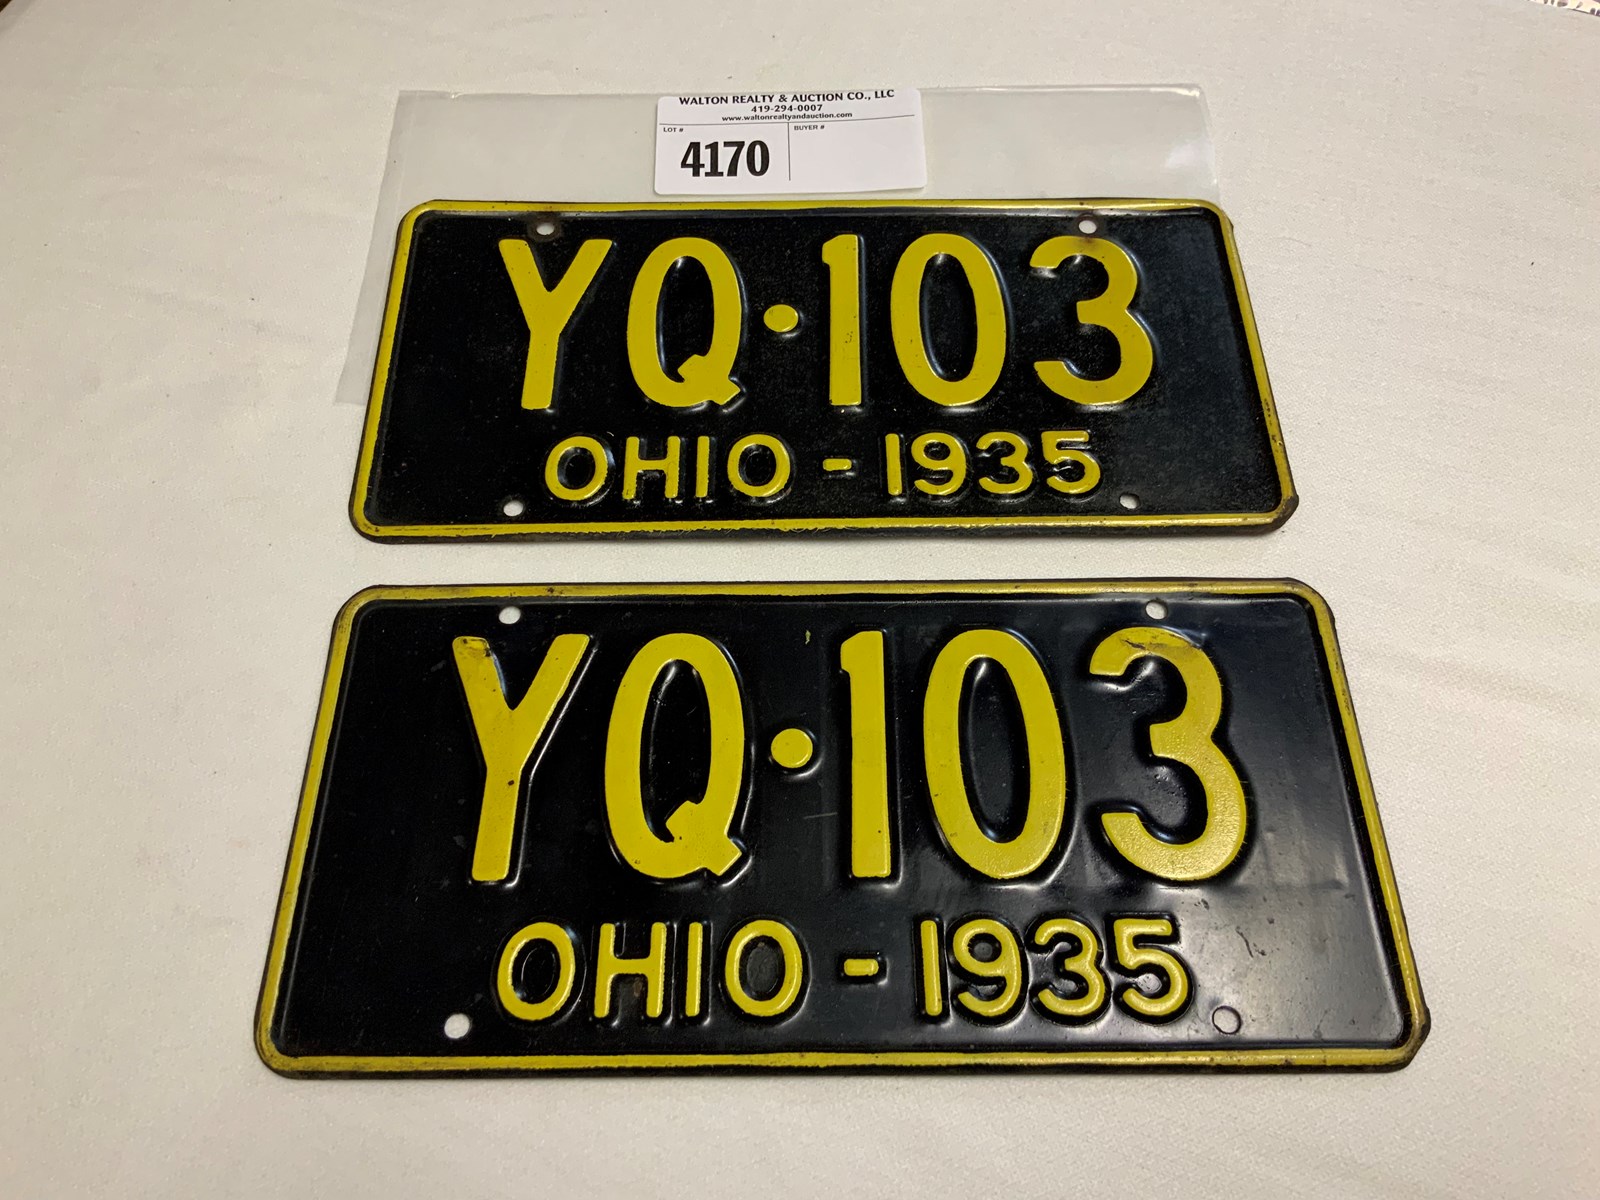 WALTON REALTY & AUCTION CO., LLC
419-294-0007
www.waltonrealtyandauction.com
LOT # BUYER #
4170
YQ•103
OHIO - 1935
YQ•103
OHIO - 1935